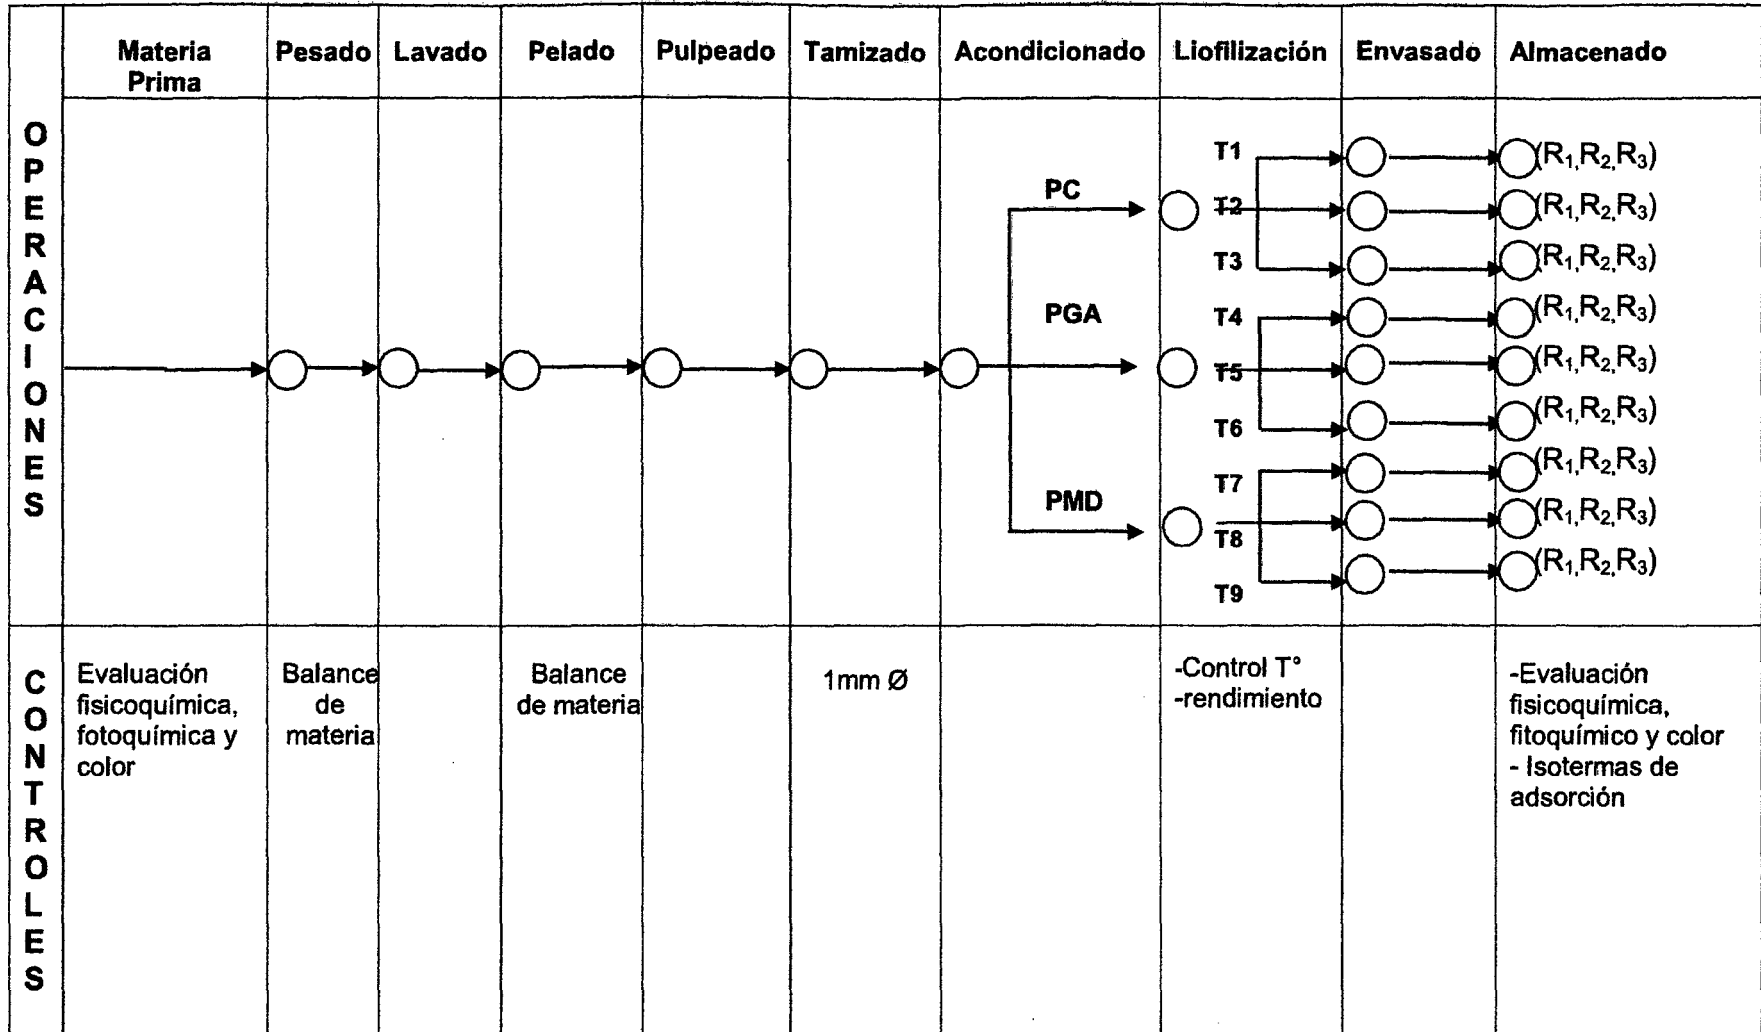 Materia
Prima
Pesado
Lavado
Pelado
Pulpeado
Tamizado
Acondicionado
Liofilización
Envasado
Almacenado
OPERACIONES
PC
PGA
PMD
T1
T2
T3
T4
T5
T6
T7
T8
T9
(R1,R2,R3)
(R1,R2,R3)
(R1,R2,R3)
(R1,R2,R3)
(R1,R2,R3)
(R1,R2,R3)
(R1,R2,R3)
(R1,R2,R3)
(R1,R2,R3)
CONTROLES
Evaluación
fisicoquímica,
fotoquímica y
color
Balance
de
materia
Balance
de materia
1mm Ø
-Control T°
-rendimiento
-Evaluación
fisicoquímica,
fitoquímico y color
- Isotermas de
adsorción